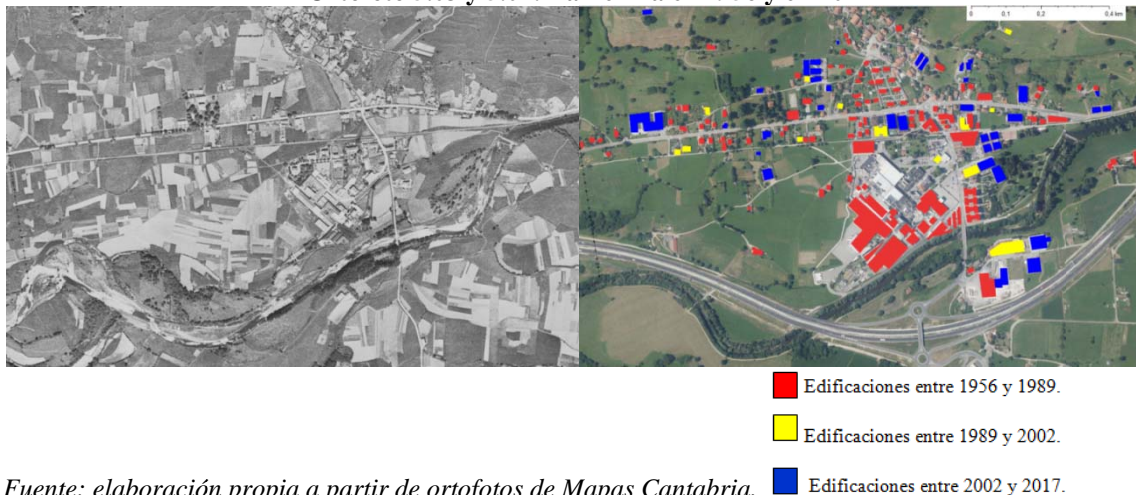 0 0,1 0,2 0,4 km
Edificaciones entre 1956 y 1989.
Edificaciones entre 1989 y 2002.
Edificaciones entre 2002 y 2017.
Fuente: elaboración propia a partir de ortofotos de Mapas Cantabria.